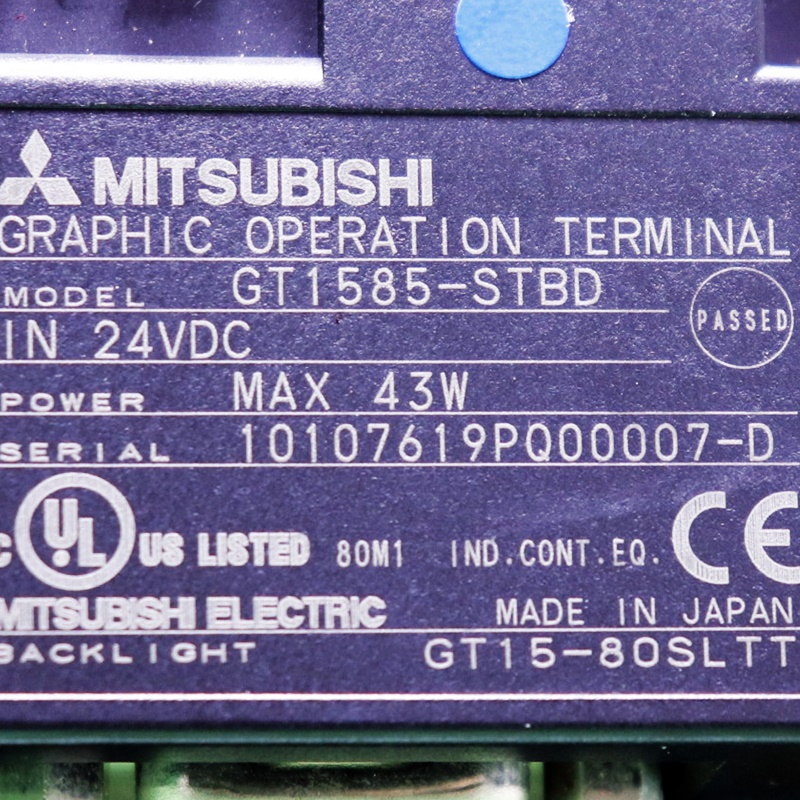 MITSUBISHI
GRAPHIC OPERATION TERMINAL
MODEL GT1585-STBD
PASSED
IN 24VDC
POWER MAX 43W
SERIAL 10107619PQ00007-D
C UL US LISTED 80M1 IND.CONT.EQ. CE
MITSUBISHI ELECTRIC MADE IN JAPAN
BACKLIGHT GT15-80SLTT